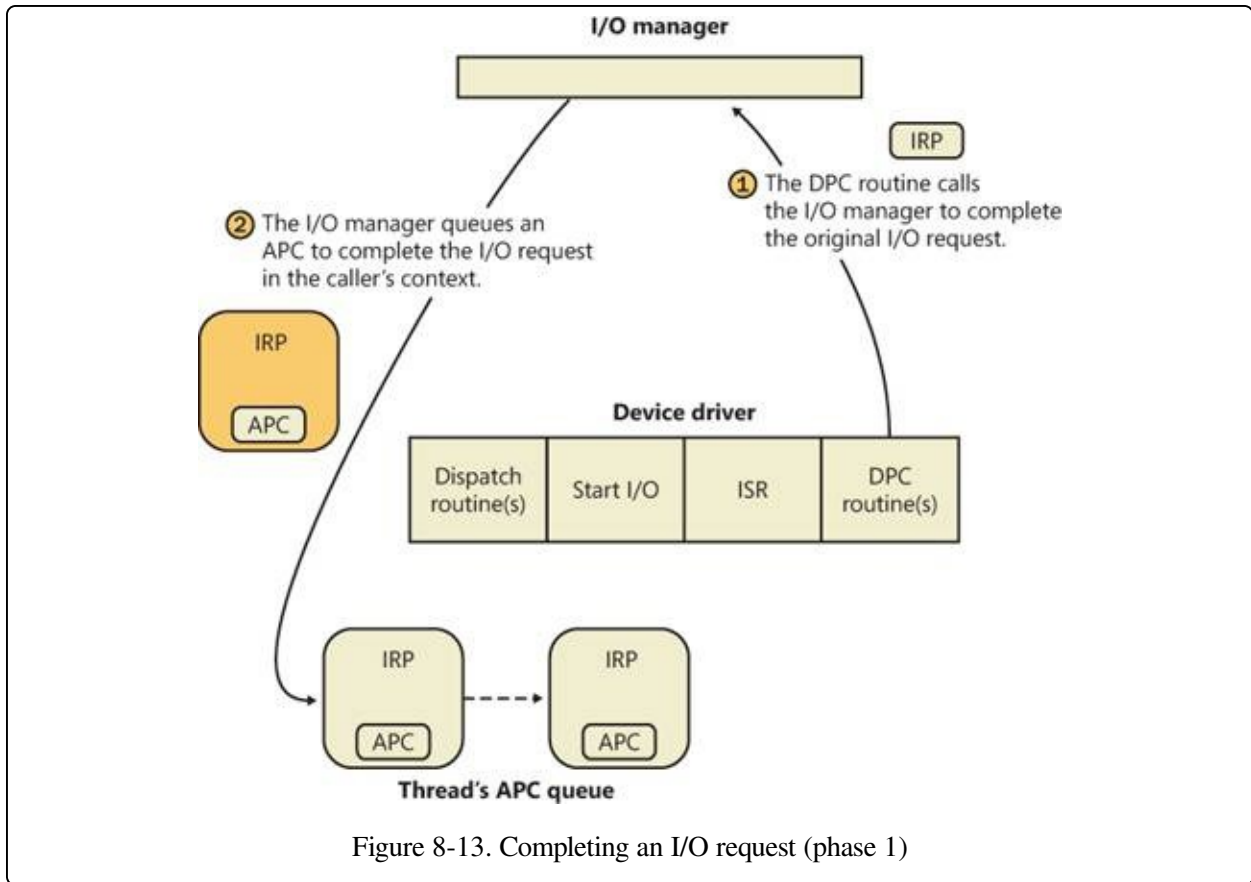 I/O manager
IRP
1 The DPC routine calls
the I/O manager to complete
the original I/O request.
2 The I/O manager queues an
APC to complete the I/O request
in the caller's context.
IRP
APC
Device driver
Dispatch
routine(s)
Start I/O
ISR
DPC
routine(s)
IRP
APC
IRP
APC
Thread's APC queue
Figure 8-13. Completing an I/O request (phase 1)